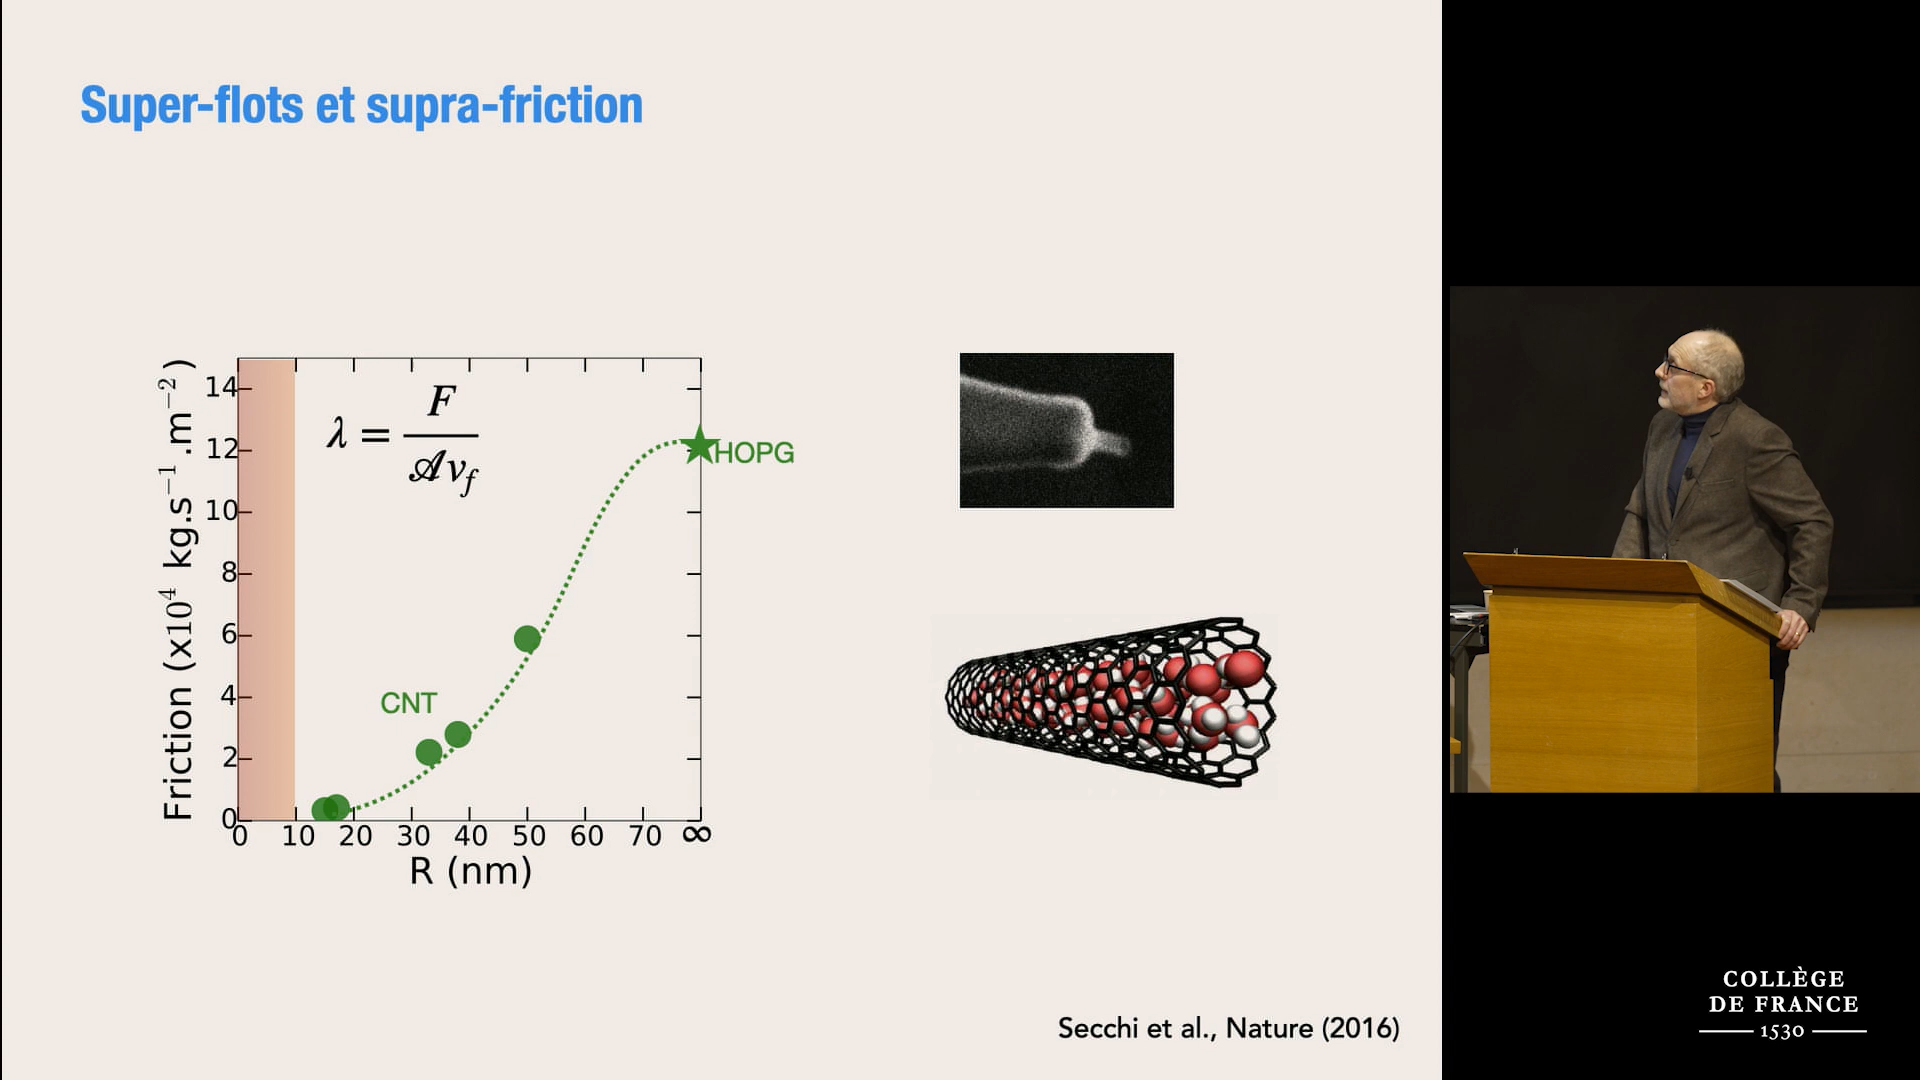 Super-flots et supra-friction
Friction (x10⁴ kg.s⁻¹.m⁻²)
14
12
10
8
6
4
2
0
λ = F / 𝒜 v_f
HOPG
CNT
0 10 20 30 40 50 60 70 ∞
R (nm)
Secchi et al., Nature (2016)
COLLÈGE
DE FRANCE
1530